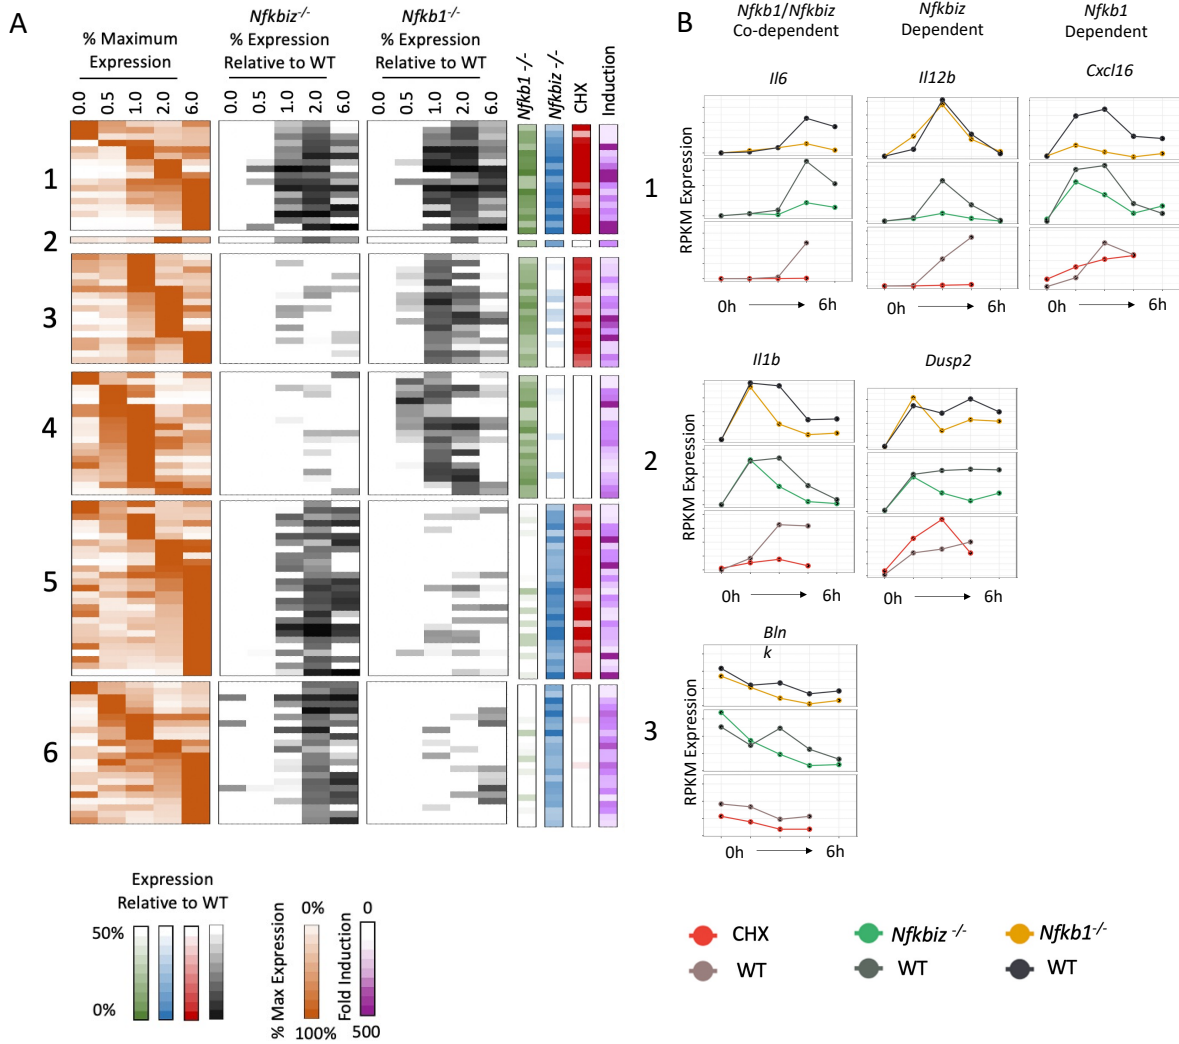 A
% Maximum
Expression
Nfkbiz-/-
% Expression
Relative to WT
Nfkb1-/-
% Expression
Relative to WT
Nfkb1 -/-
Nfkbiz -/-
CHX
Induction
0.0 0.5 1.0 2.0 6.0
0.0 0.5 1.0 2.0 6.0
0.0 0.5 1.0 2.0 6.0
1
2
3
4
5
6
Expression
Relative to WT
50%
0%
% Max Expression
0%
100%
Fold Induction
0
500
B
Nfkb1/Nfkbiz
Co-dependent
Nfkbiz
Dependent
Nfkb1
Dependent
Il6
Il12b
Cxcl16
1
RPKM Expression
0h 6h
0h 6h
0h 6h
Il1b
Dusp2
2
RPKM Expression
0h 6h
0h 6h
Bln
k
3
RPKM Expression
0h 6h
CHX
Nfkbiz -/-
Nfkb1-/-
WT
WT
WT